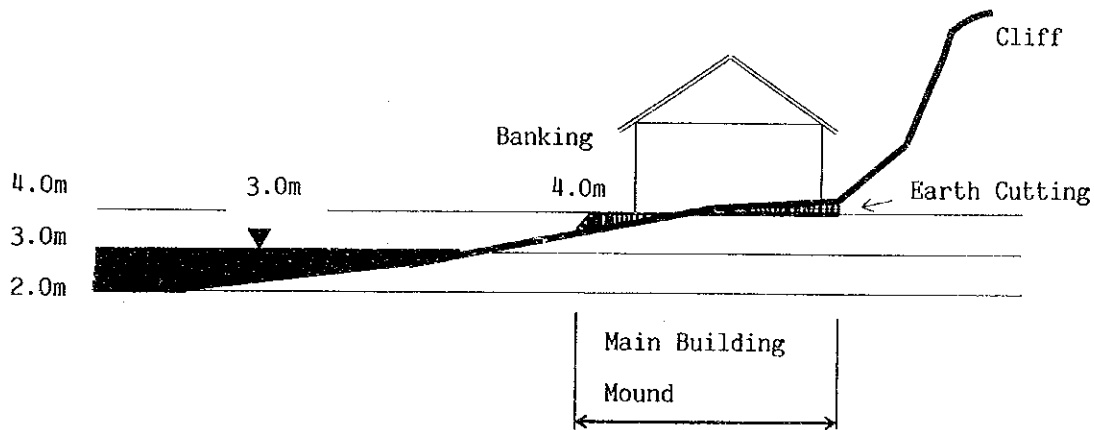 Cliff
Banking
4.0m 3.0m 4.0m Earth Cutting
3.0m
2.0m
Main Building
Mound